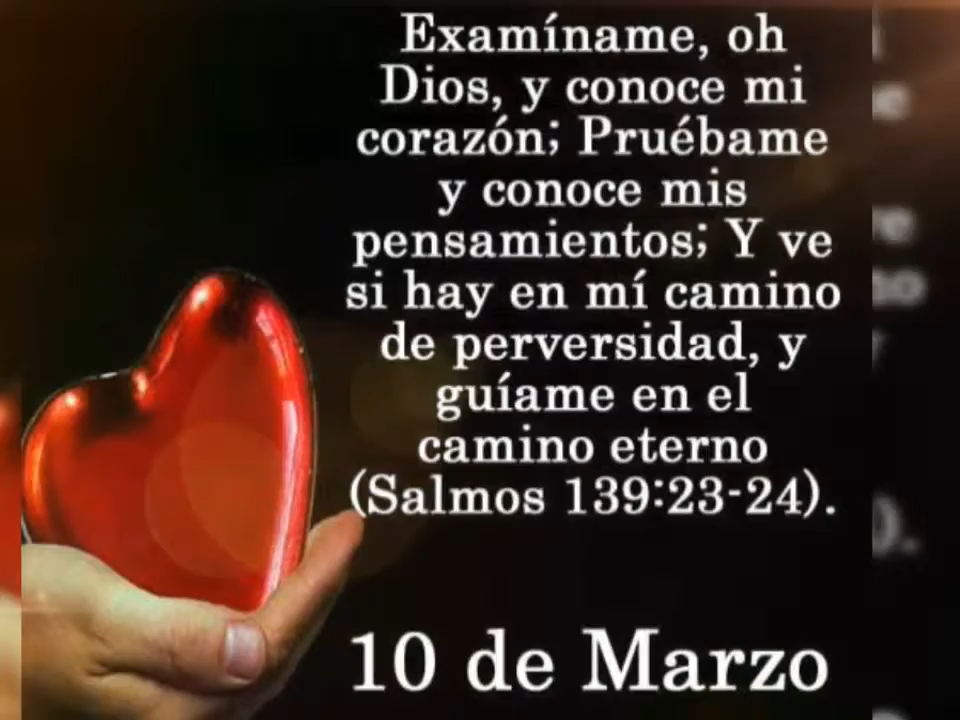 Examíname, oh
Dios, y conoce mi
corazón; Pruébame
y conoce mis
pensamientos; Y ve
si hay en mí camino
de perversidad, y
guíame en el
camino eterno
(Salmos 139:23-24).
10 de Marzo